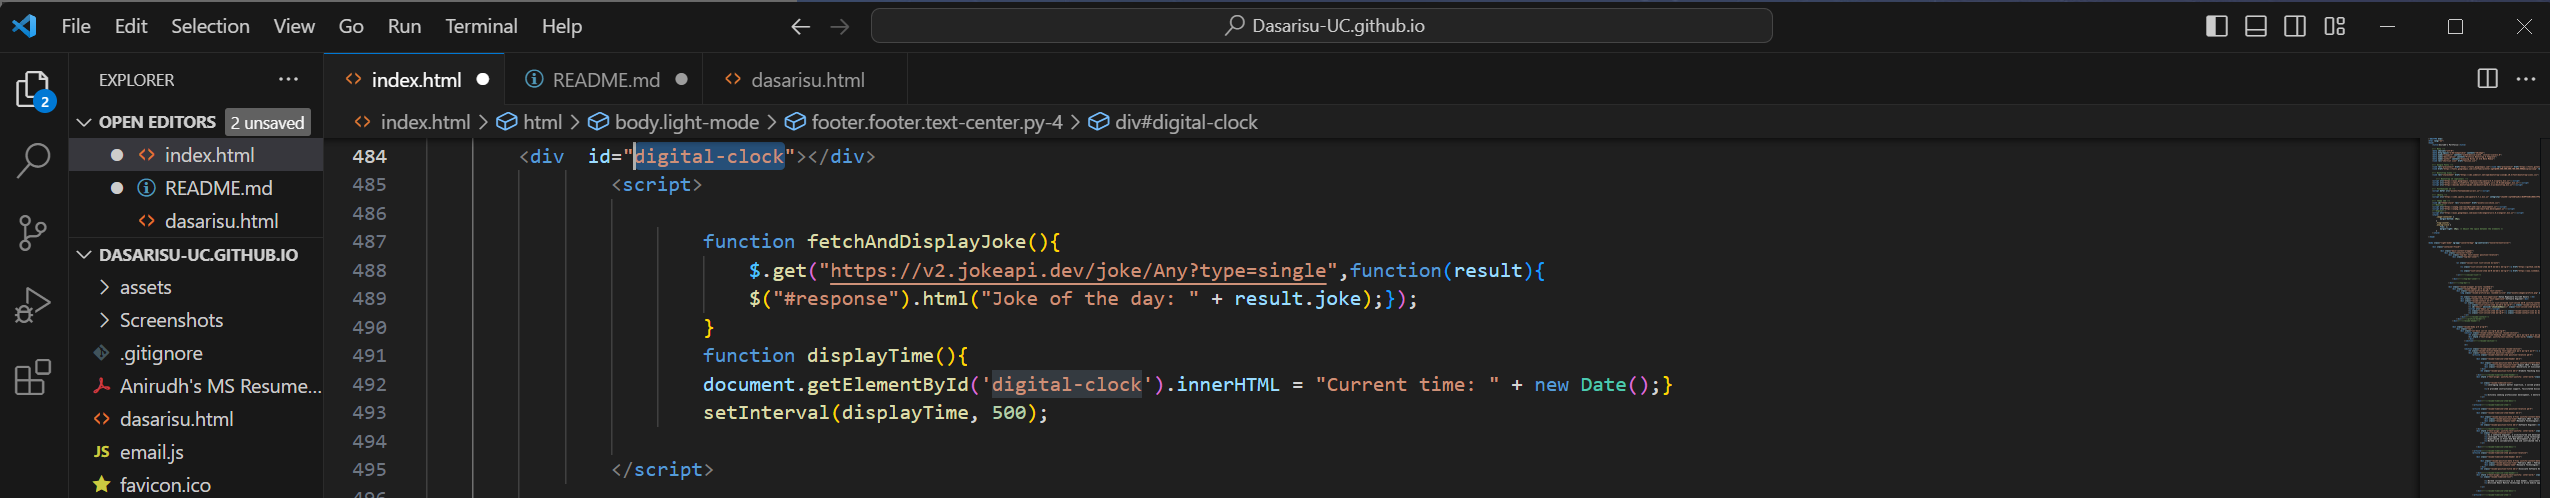 File Edit Selection View Go Run Terminal Help Dasarisu-UC.github.io
EXPLORER
index.html README.md dasarisu.html
2
OPEN EDITORS 2 unsaved
index.html > html > body.light-mode > footer.footer.text-center.py-4 > div#digital-clock
index.html
README.md
dasarisu.html
DASARISU-UC.GITHUB.IO
assets
Screenshots
.gitignore
Anirudh's MS Resume...
dasarisu.html
JS email.js
favicon.ico
484 <div  id="digital-clock"></div>
485 <script>
486
487 function fetchAndDisplayJoke(){
488 $.get("https://v2.jokeapi.dev/joke/Any?type=single",function(result){
489 $("#response").html("Joke of the day: " + result.joke);});
490 }
491 function displayTime(){
492 document.getElementById('digital-clock').innerHTML = "Current time: " + new Date();}
493 setInterval(displayTime, 500);
494
495 </script>
496